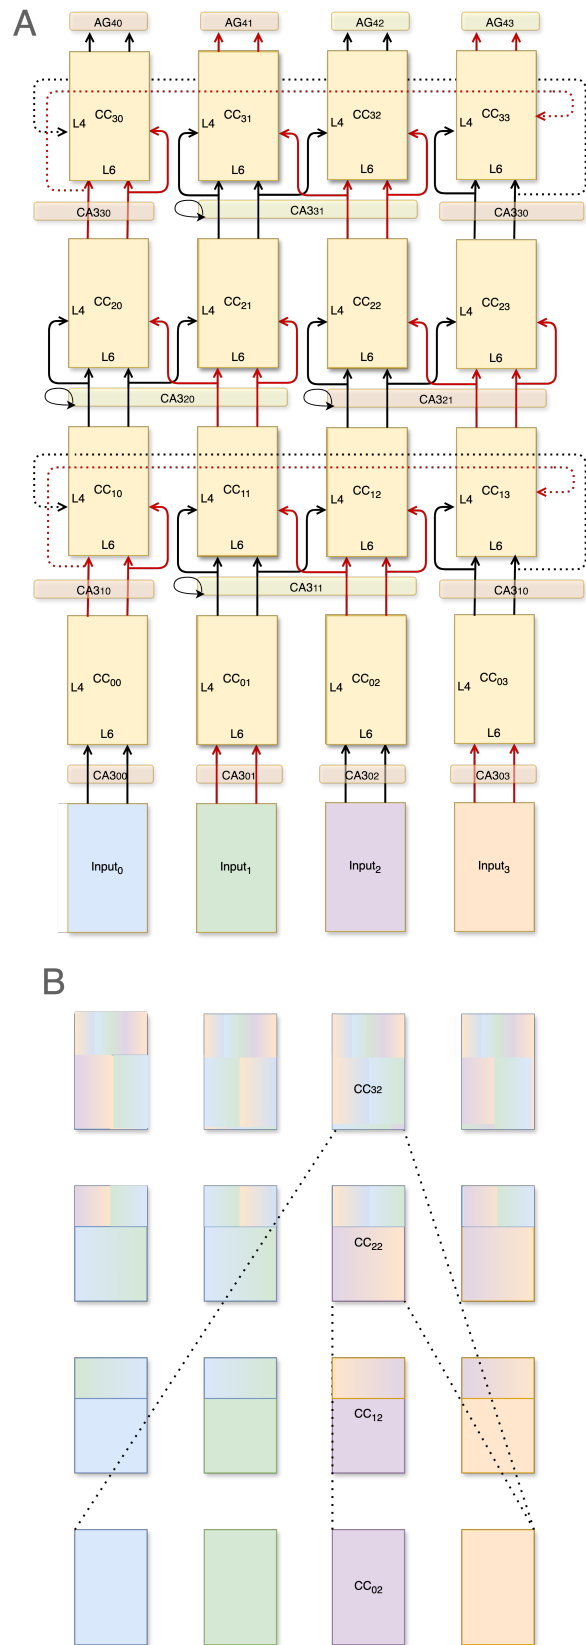 A
AG40 AG41 AG42 AG43
CC30 CC31 CC32 CC33
L4 L4 L4 L4
L6 L6 L6 L6
CA330 CA331 CA330
CC20 CC21 CC22 CC23
L4 L4 L4 L4
L6 L6 L6 L6
CA320 CA321
CC10 CC11 CC12 CC13
L4 L4 L4 L4
L6 L6 L6 L6
CA310 CA311 CA310
CC00 CC01 CC02 CC03
L4 L4 L4 L4
L6 L6 L6 L6
CA300 CA301 CA302 CA303
Input0 Input1 Input2 Input3
B
CC32
CC22
CC12
CC02